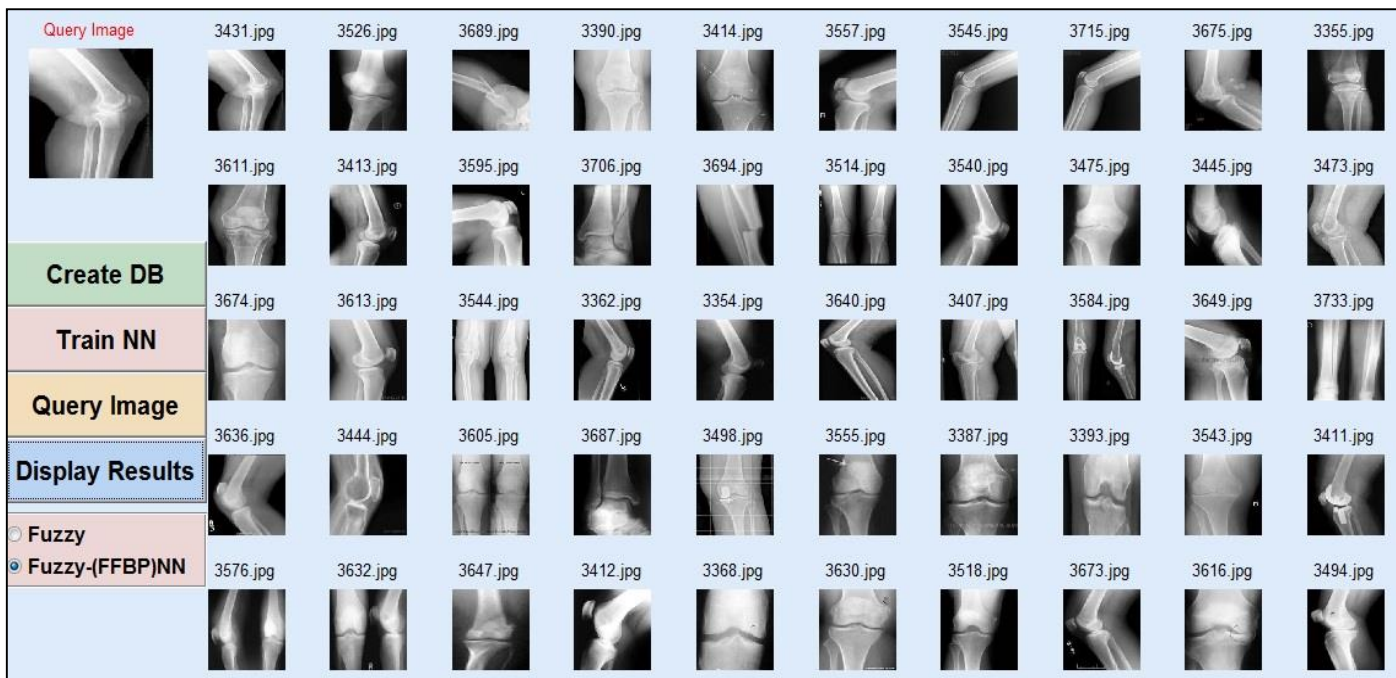 Query Image
3431.jpg 3526.jpg 3689.jpg 3390.jpg 3414.jpg 3557.jpg 3545.jpg 3715.jpg 3675.jpg 3355.jpg
3611.jpg 3413.jpg 3595.jpg 3706.jpg 3694.jpg 3514.jpg 3540.jpg 3475.jpg 3445.jpg 3473.jpg
Create DB
3674.jpg 3613.jpg 3544.jpg 3362.jpg 3354.jpg 3640.jpg 3407.jpg 3584.jpg 3649.jpg 3733.jpg
Train NN
Query Image
3636.jpg 3444.jpg 3605.jpg 3687.jpg 3498.jpg 3555.jpg 3387.jpg 3393.jpg 3543.jpg 3411.jpg
Display Results
Fuzzy
Fuzzy-(FFBP)NN
3576.jpg 3632.jpg 3647.jpg 3412.jpg 3368.jpg 3630.jpg 3518.jpg 3673.jpg 3616.jpg 3494.jpg